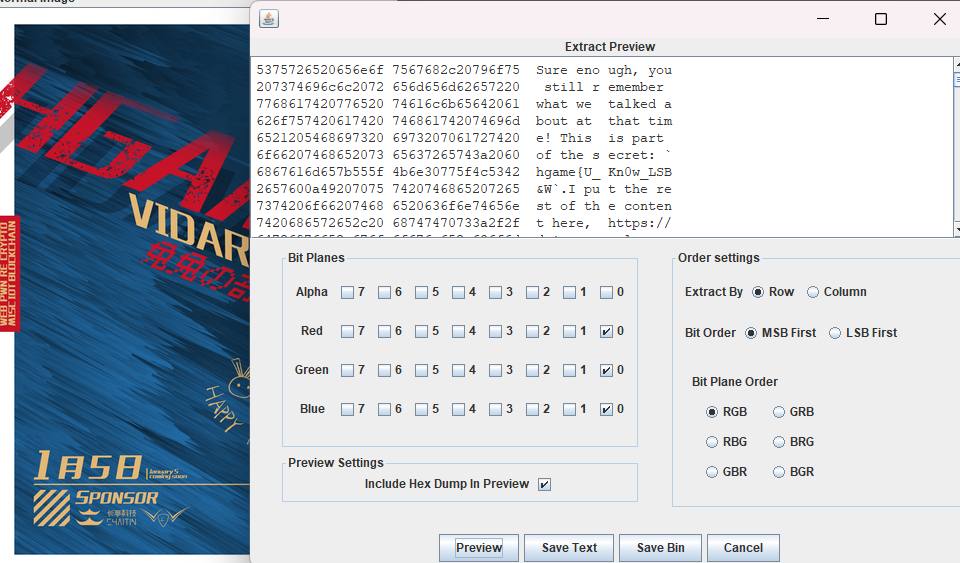 Normal Image
Extract Preview
5375726520656e6f 7567682c20796f75 Sure eno ugh, you
207374696c6c2072 656d656d62657220 still r emember
7768617420776520 74616c6b65642061 what we talked a
626f757420617420 746861742074696d bout at that tim
6521205468697320 6973207061727420 e! This is part
6f66207468652073 65637265743a2060 of the s ecret: `
6867616d657b555f 4b6e30775f4c5342 hgame{U_ Kn0w_LSB
2657600a49207075 7420746865207265 &W`.I pu t the re
7374206f66207468 6520636f6e74656e st of th e conten
7420686572652c20 68747470733a2f2f t here, https://
HGAM
VIDAR
兔兔の
WEB PWN RE CRYPTO
MISC IOT BLOCKCHAIN
HAPPY
1月5日
January 5
coming soon
SPONSOR
长亭科技
CHAITIN
Bit Planes
Alpha 7 6 5 4 3 2 1 0
Red 7 6 5 4 3 2 1 0
Green 7 6 5 4 3 2 1 0
Blue 7 6 5 4 3 2 1 0
Preview Settings
Include Hex Dump In Preview
Order settings
Extract By Row Column
Bit Order MSB First LSB First
Bit Plane Order
RGB GRB
RBG BRG
GBR BGR
Preview Save Text Save Bin Cancel